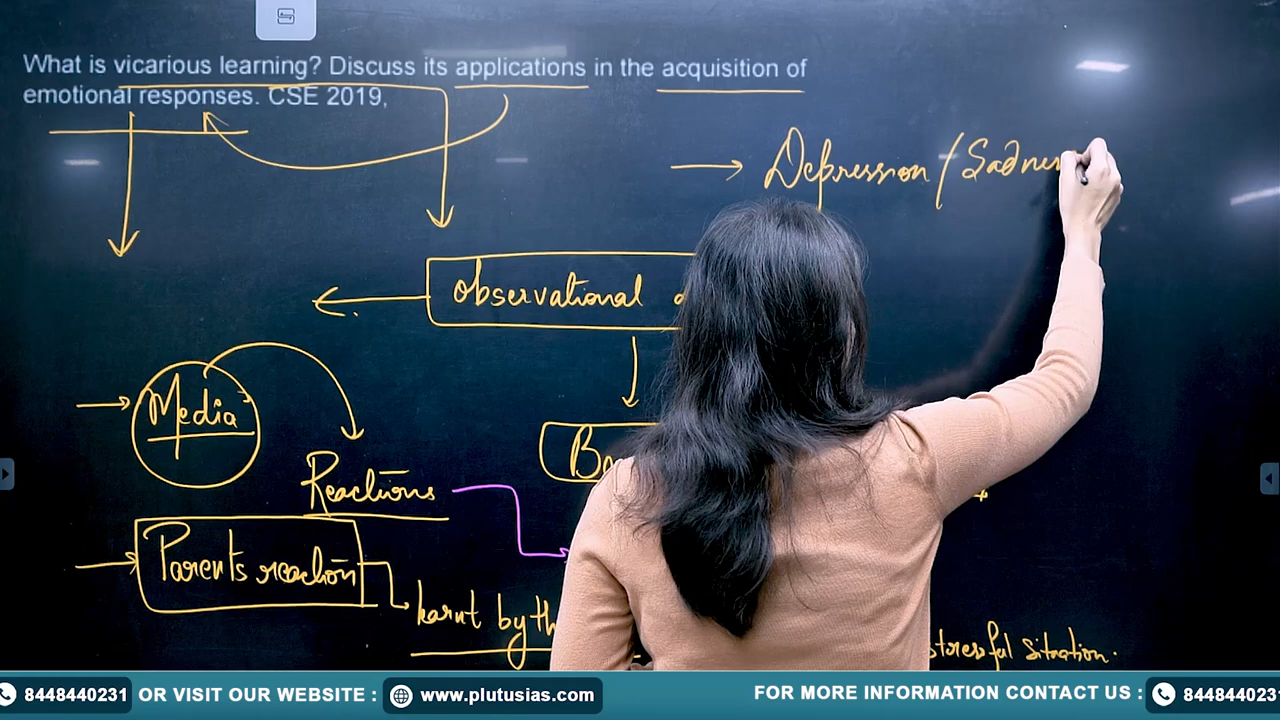 What is vicarious learning? Discuss its applications in the acquisition of
emotional responses. CSE 2019,
→ Depression / Sadnes
observational
Media
Reactions
Parents reaction
learnt by th
stressful situation.
8448440231 OR VISIT OUR WEBSITE : www.plutusias.com FOR MORE INFORMATION CONTACT US : 8448440231